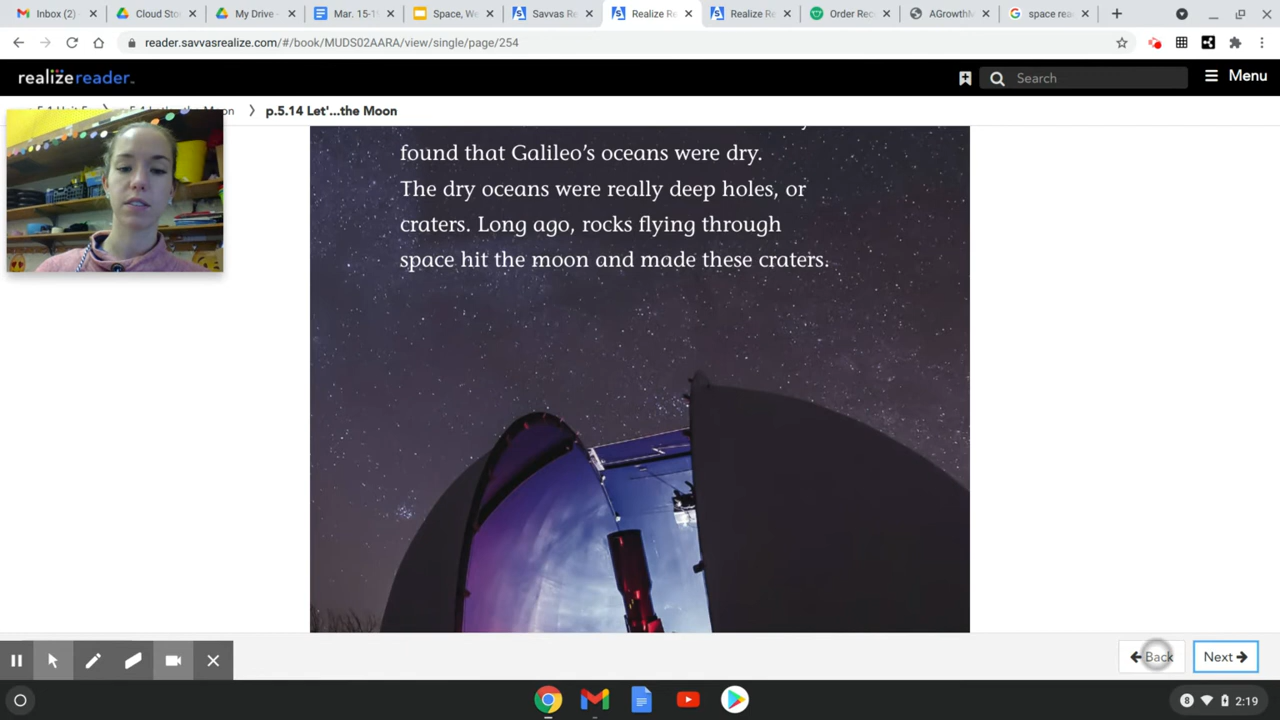 Inbox (2)
Cloud Sto
My Drive -
Mar. 15-1
Space, We
Savvas Re
Realize Re
Realize Re
Order Rec
AGrowthM
space rea
reader.savvasrealize.com/#/book/MUDS02AARA/view/single/page/254
realizereader
Search
Menu
p.5.14 Let'...the Moon
found that Galileo's oceans were dry.
The dry oceans were really deep holes, or
craters. Long ago, rocks flying through
space hit the moon and made these craters.
Back
Next
8
2:19